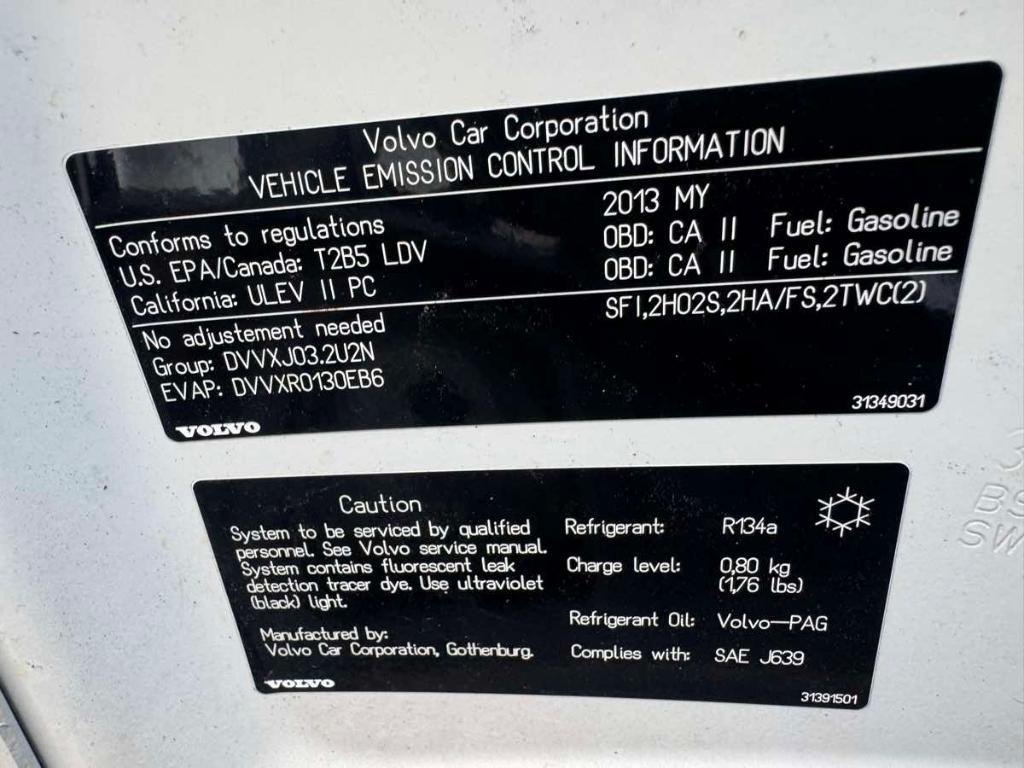 Volvo Car Corporation
VEHICLE EMISSION CONTROL INFORMATION
Conforms to regulations 2013 MY
U.S. EPA/Canada: T2B5 LDV OBD: CA II Fuel: Gasoline
California: ULEV II PC OBD: CA II Fuel: Gasoline
No adjustement needed SFI,2HO2S,2HA/FS,2TWC(2)
Group: DVVXJ03.2U2N
EVAP: DVVXR0130EB6
31349031
VOLVO
Caution
System to be serviced by qualified
personnel. See Volvo service manual.
System contains fluorescent leak
detection tracer dye. Use ultraviolet
(black) light.
Manufactured by:
Volvo Car Corporation, Gothenburg.
VOLVO
Refrigerant: R134a
Charge level: 0,80 kg
(1,76 lbs)
Refrigerant Oil: Volvo-PAG
Complies with: SAE J639
31391501
3
BS
SW